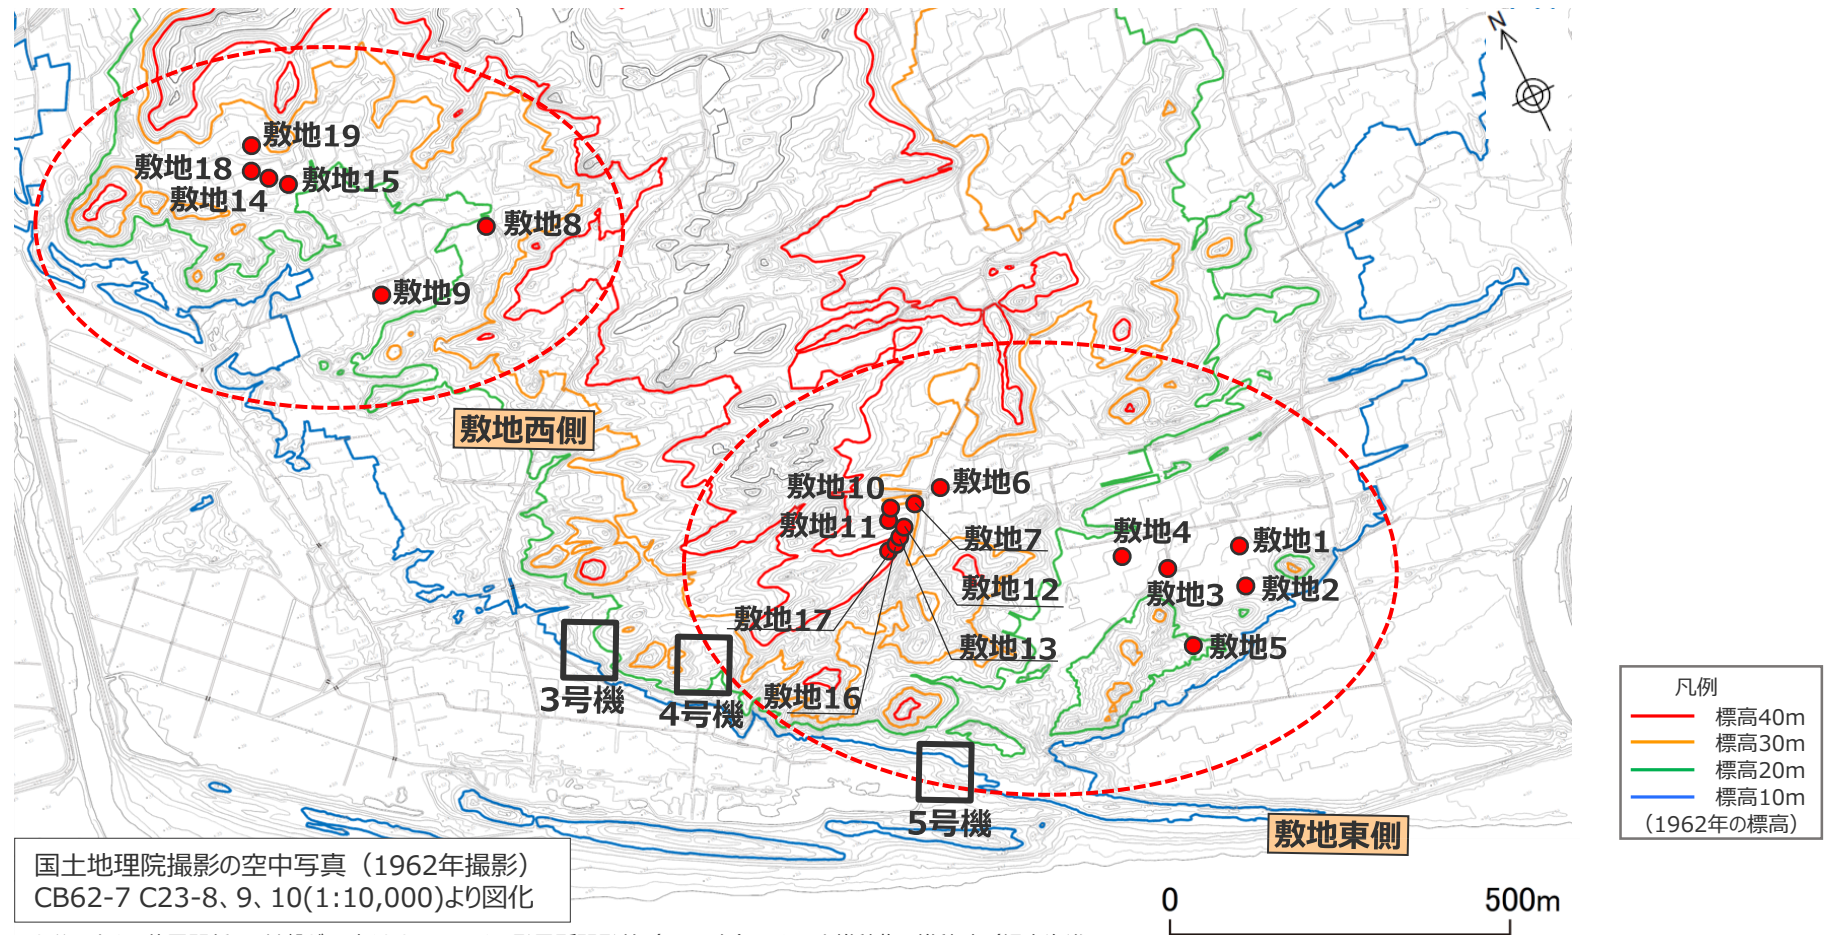 N
敷地19
敷地18
敷地15
敷地14
敷地8
敷地9
敷地西側
敷地10
敷地6
敷地11
敷地7
敷地4
敷地1
敷地12
敷地3
敷地2
敷地17
敷地13
敷地5
敷地16
3号機
4号機
5号機
敷地東側
凡例
標高40m
標高30m
標高20m
標高10m
（1962年の標高）
国土地理院撮影の空中写真（1962年撮影）
CB62-7 C23-8、9、10(1:10,000)より図化
0 500m